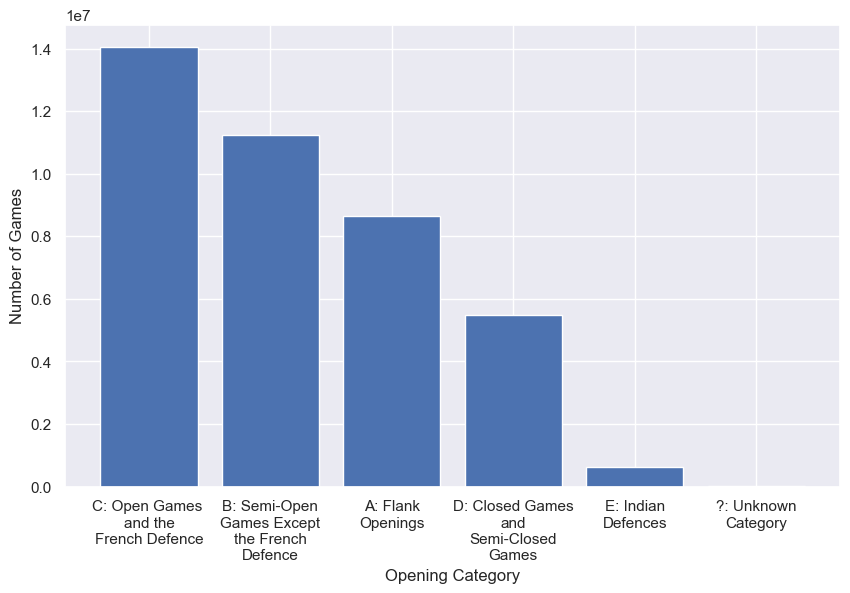 1e7
1.4
1.2
1.0
0.8
0.6
0.4
0.2
0.0
Number of Games
C: Open Games
and the
French Defence
B: Semi-Open
Games Except
the French
Defence
A: Flank
Openings
D: Closed Games
and
Semi-Closed
Games
E: Indian
Defences
?: Unknown
Category
Opening Category